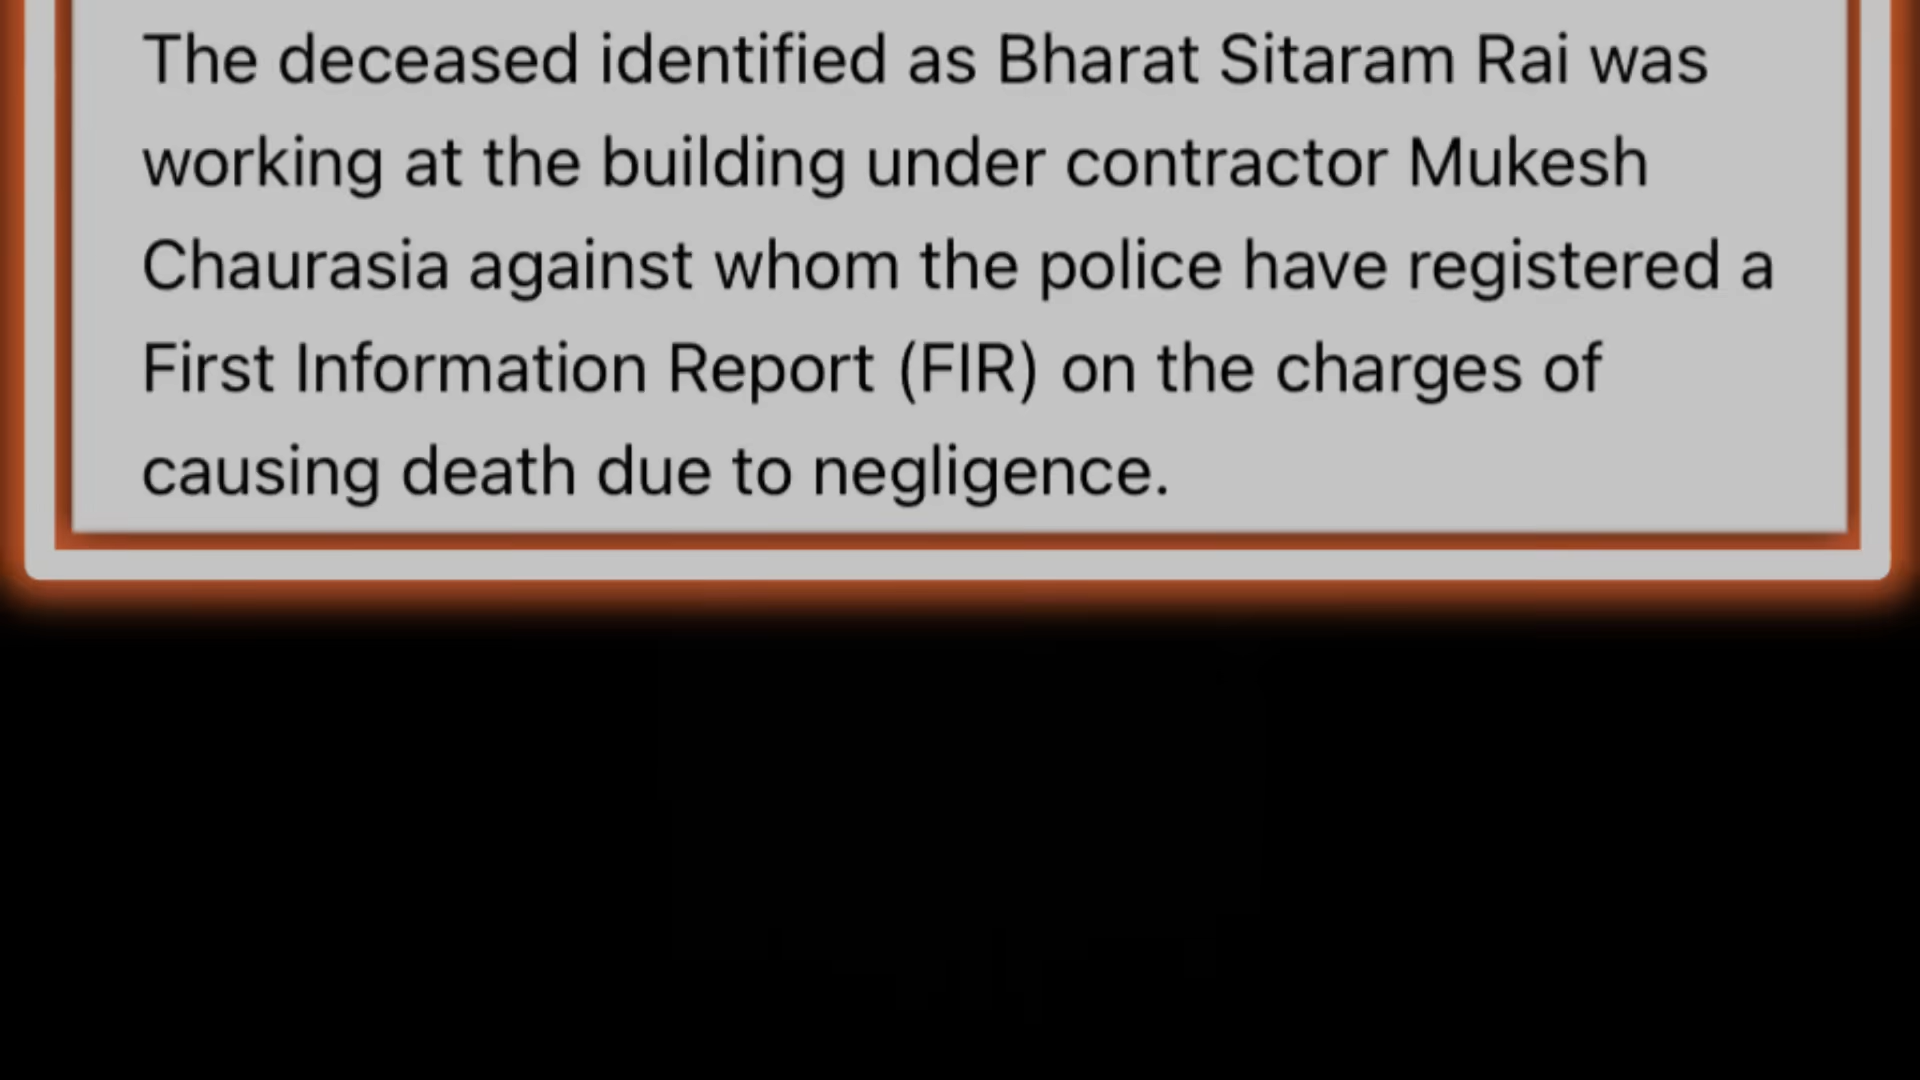 The deceased identified as Bharat Sitaram Rai was
working at the building under contractor Mukesh
Chaurasia against whom the police have registered a
First Information Report (FIR) on the charges of
causing death due to negligence.